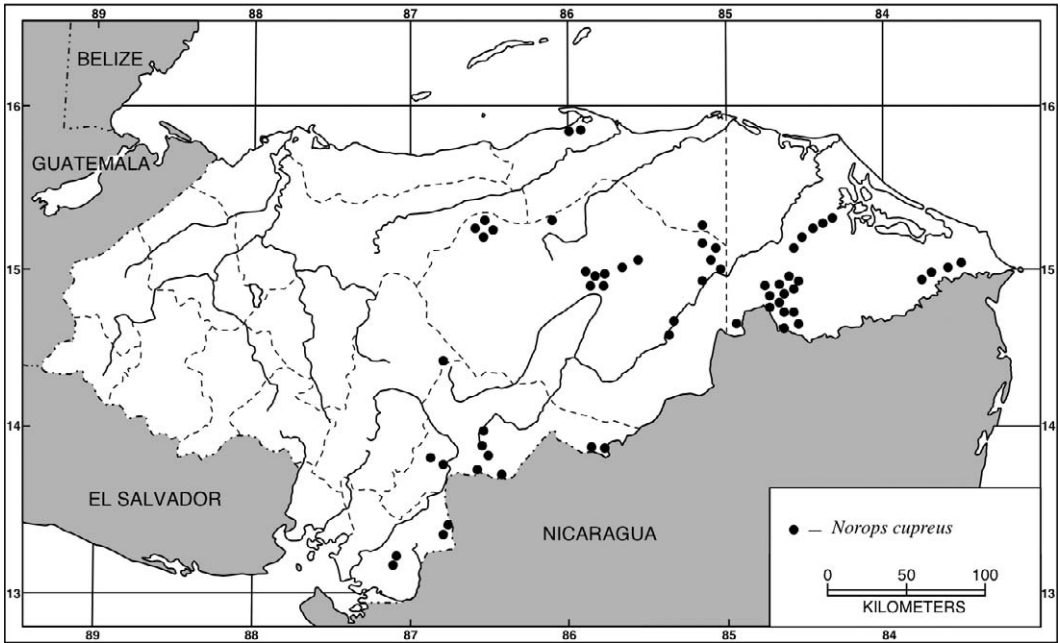 89 88 87 86 85 84
BELIZE
16 16
GUATEMALA
15 15
14 14
EL SALVADOR
NICARAGUA
– Norops cupreus
0 50 100
KILOMETERS
13 13
89 88 87 86 85 84